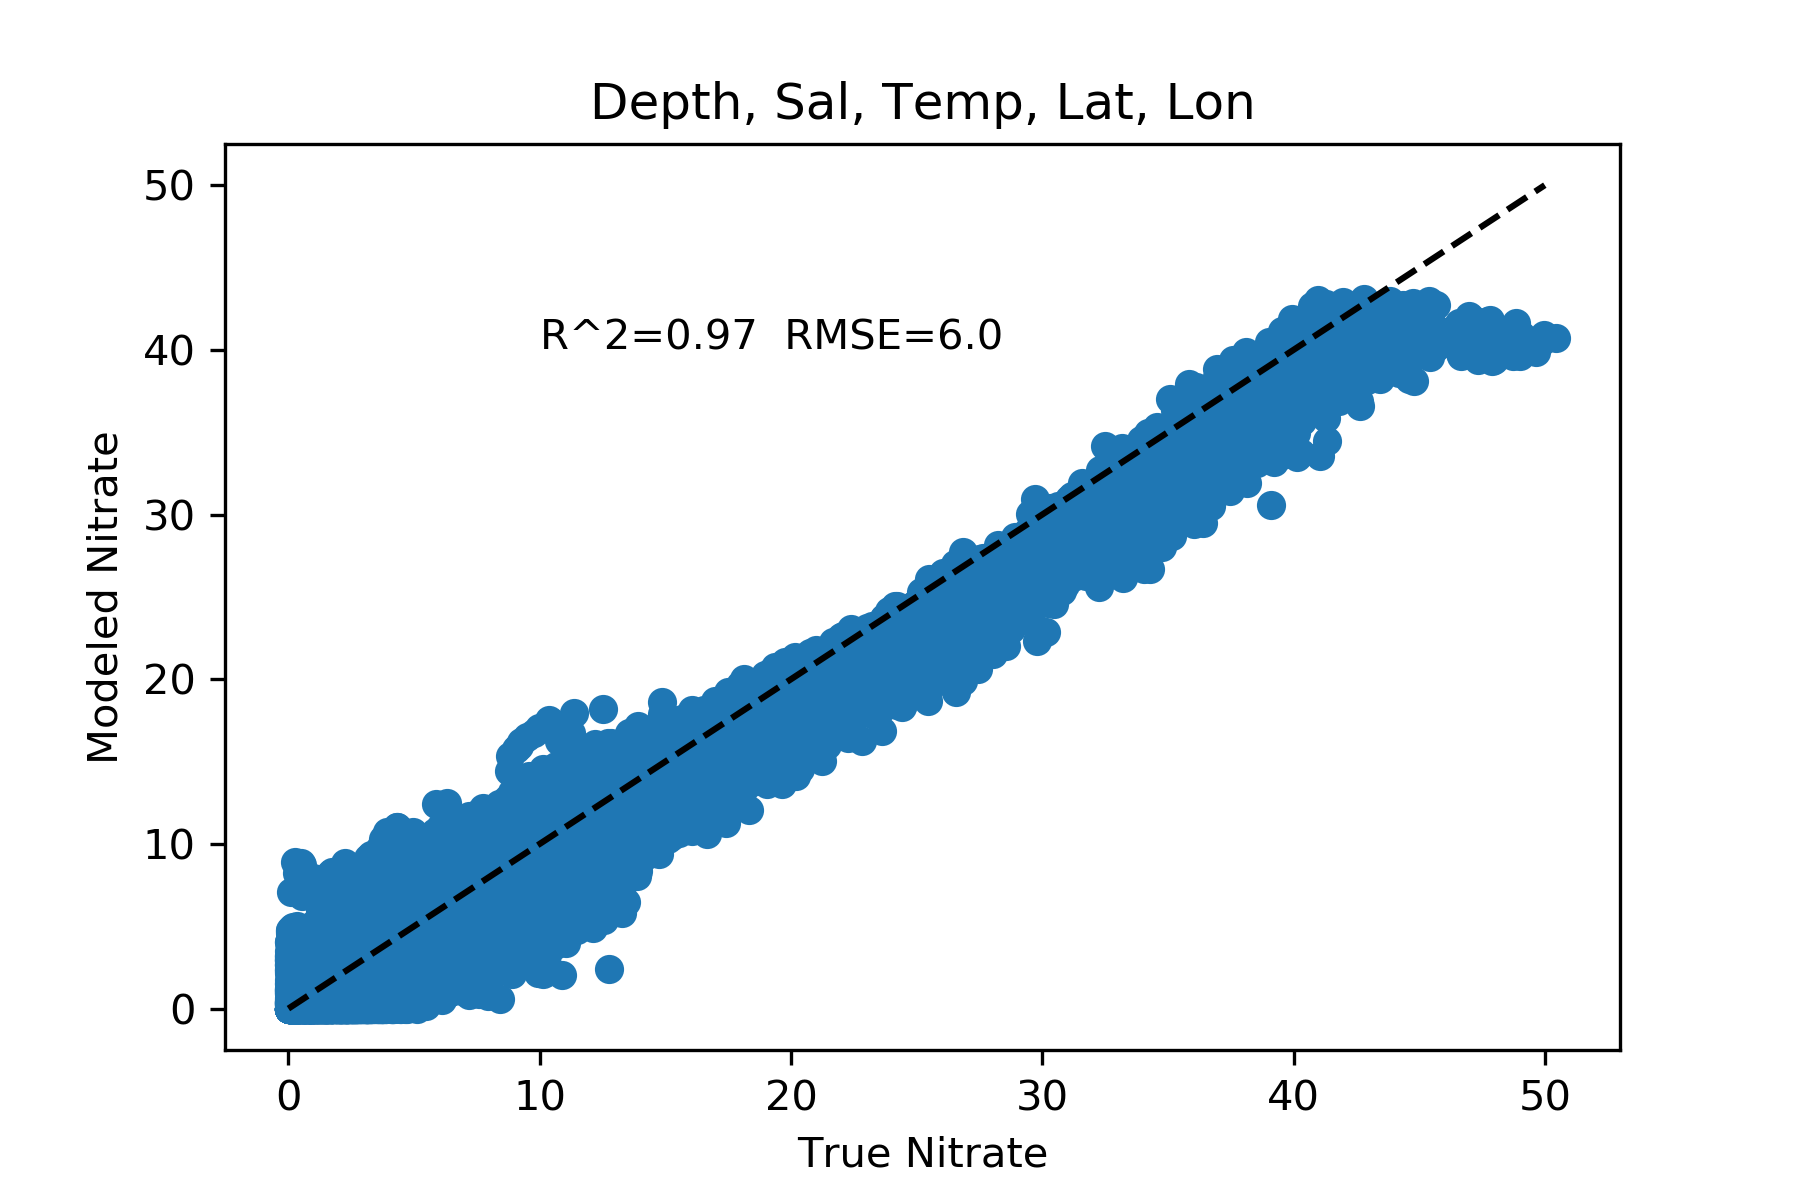 Depth, Sal, Temp, Lat, Lon
50
40
30
20
10
0
Modeled Nitrate
R^2=0.97 RMSE=6.0
0 10 20 30 40 50
True Nitrate